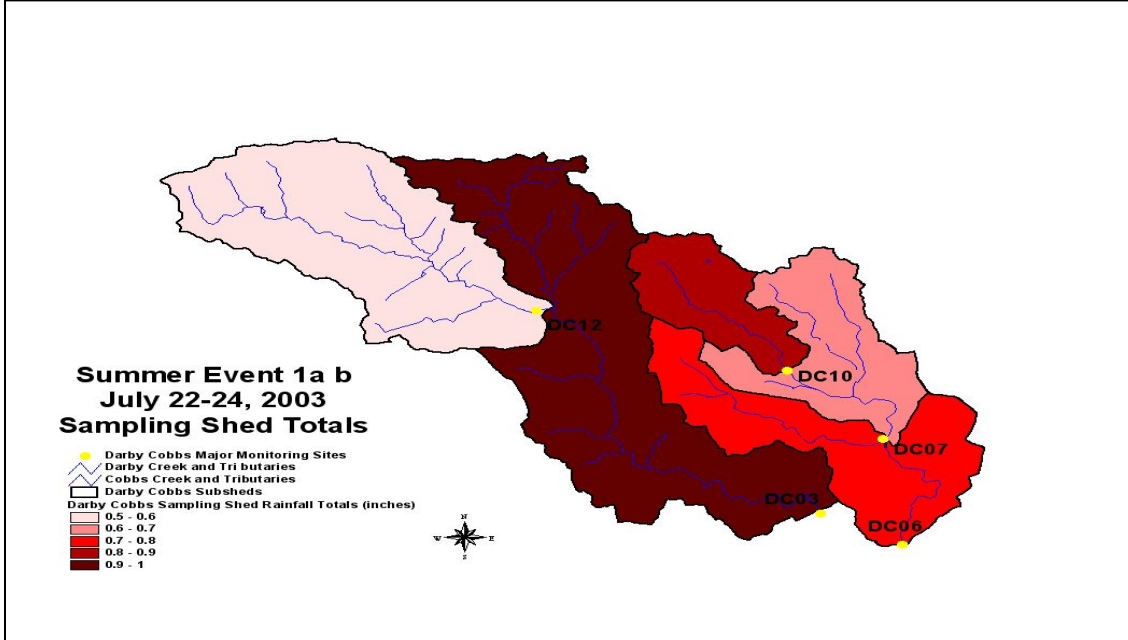 DC12
DC10
DC07
DC03
DC06
Summer Event 1a b
July 22-24, 2003
Sampling Shed Totals
Darby Cobbs Major Monitoring Sites
Darby Creek and Tributaries
Cobbs Creek and Tributaries
Darby Cobbs Subsheds
Darby Cobbs Sampling Shed Rainfall Totals (inches)
0.5 - 0.6
0.6 - 0.7
0.7 - 0.8
0.8 - 0.9
0.9 - 1
N
W E
S